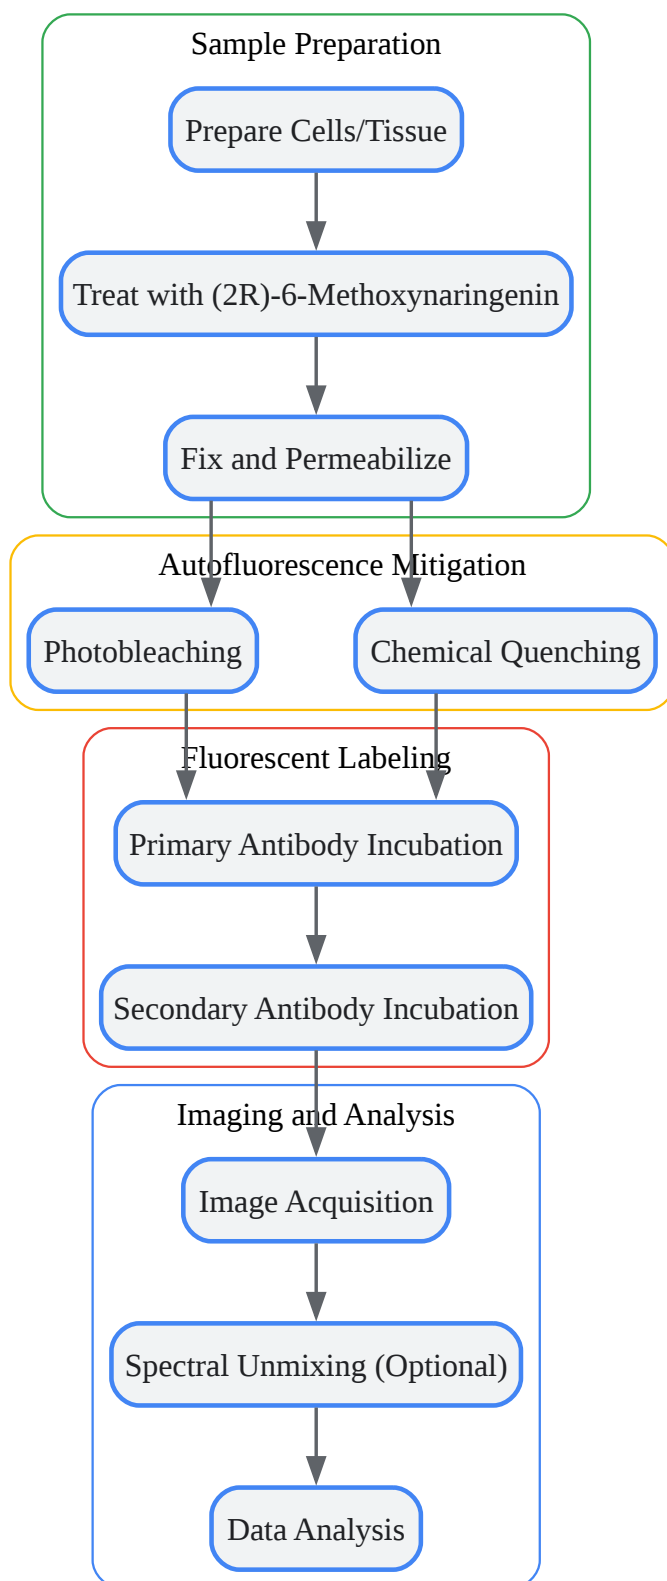 Sample Preparation
Prepare Cells/Tissue
Treat with (2R)-6-Methoxynaringenin
Fix and Permeabilize
Autofluorescence Mitigation
Photobleaching
Chemical Quenching
Fluorescent Labeling
Primary Antibody Incubation
Secondary Antibody Incubation
Imaging and Analysis
Image Acquisition
Spectral Unmixing (Optional)
Data Analysis